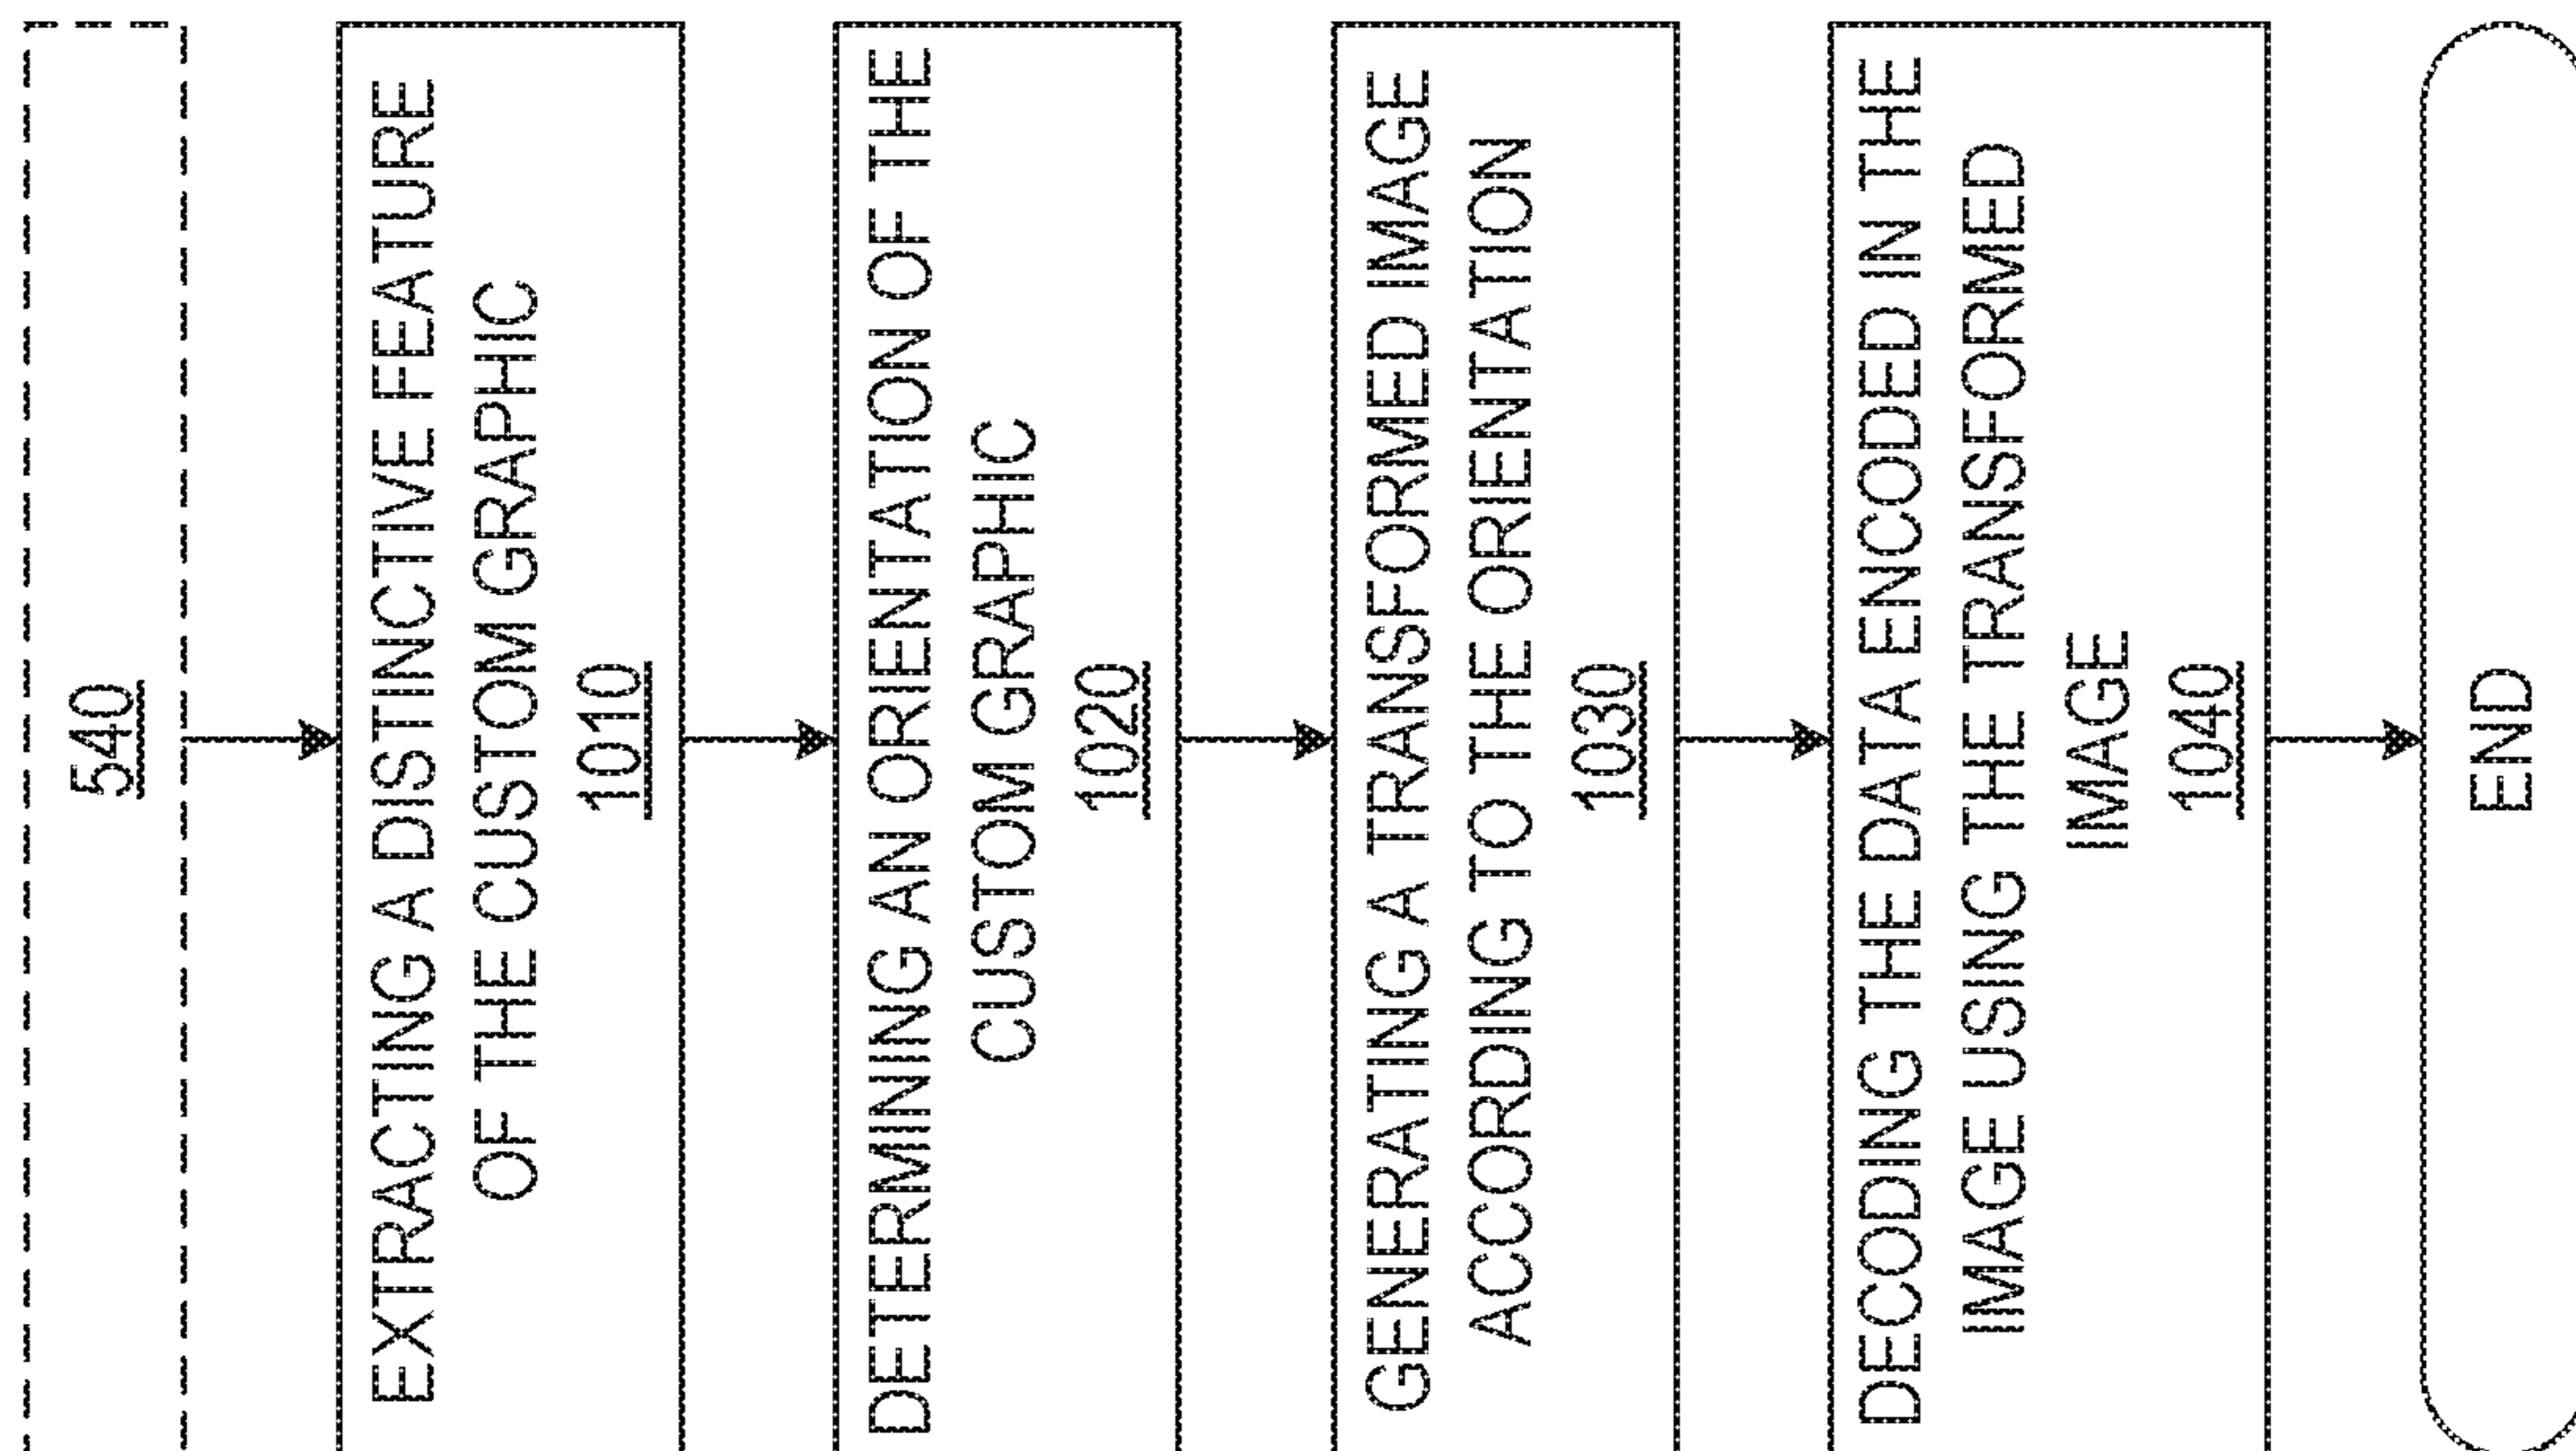 540
EXTRACTING A DISTINCTIVE FEATURE
OF THE CUSTOM GRAPHIC
1010
DETERMINING AN ORIENTATION OF THE
CUSTOM GRAPHIC
1020
GENERATING A TRANSFORMED IMAGE
ACCORDING TO THE ORIENTATION
1030
DECODING THE DATA ENCODED IN THE
IMAGE USING THE TRANSFORMED
IMAGE
1040
END